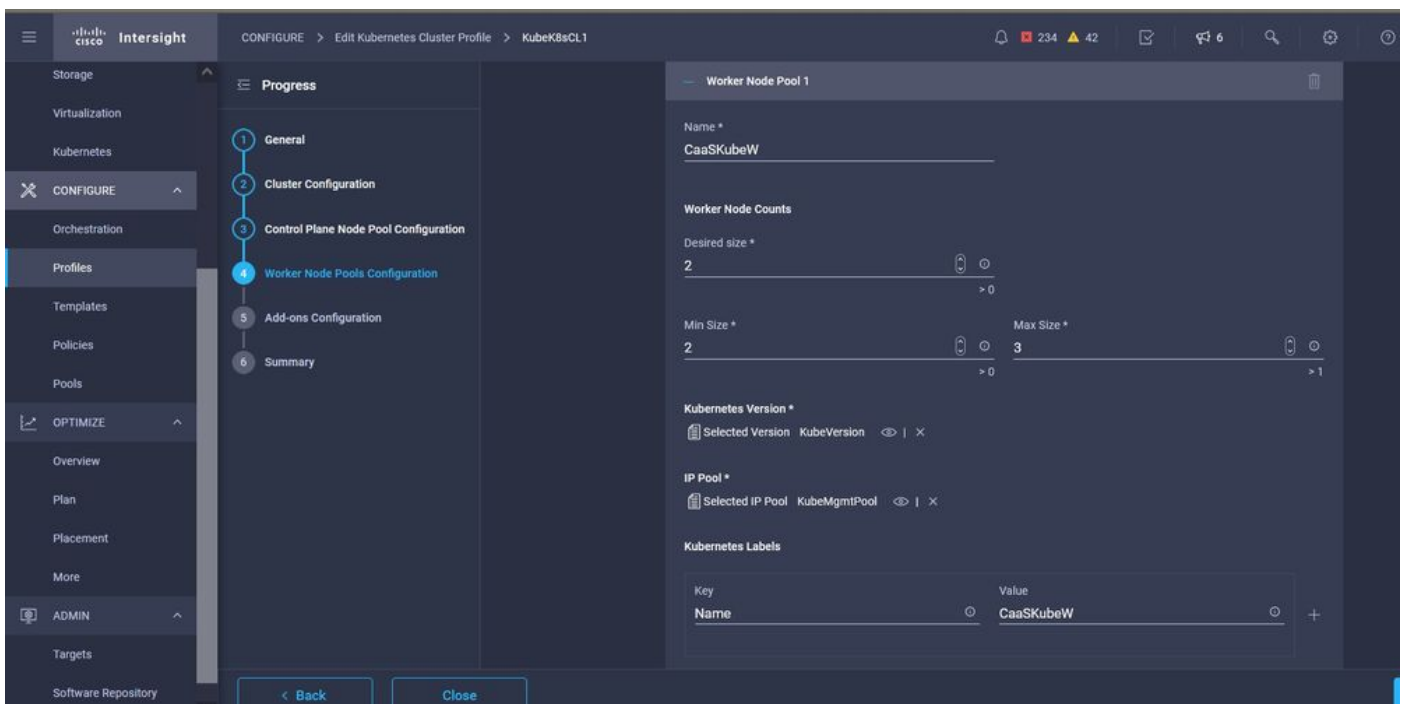 cisco Intersight
CONFIGURE > Edit Kubernetes Cluster Profile > KubeK8sCL1
234 42
6
Storage
Virtualization
Kubernetes
CONFIGURE
Orchestration
Profiles
Templates
Policies
Pools
OPTIMIZE
Overview
Plan
Placement
More
ADMIN
Targets
Software Repository
Progress
1 General
2 Cluster Configuration
3 Control Plane Node Pool Configuration
4 Worker Node Pools Configuration
5 Add-ons Configuration
6 Summary
— Worker Node Pool 1
Name *
CaaSKubeW
Worker Node Counts
Desired size *
2
> 0
Min Size * Max Size *
2 3
> 0 > 1
Kubernetes Version *
Selected Version KubeVersion | ×
IP Pool *
Selected IP Pool KubeMgmtPool | ×
Kubernetes Labels
Key Value
Name CaaSKubeW +
< Back Close